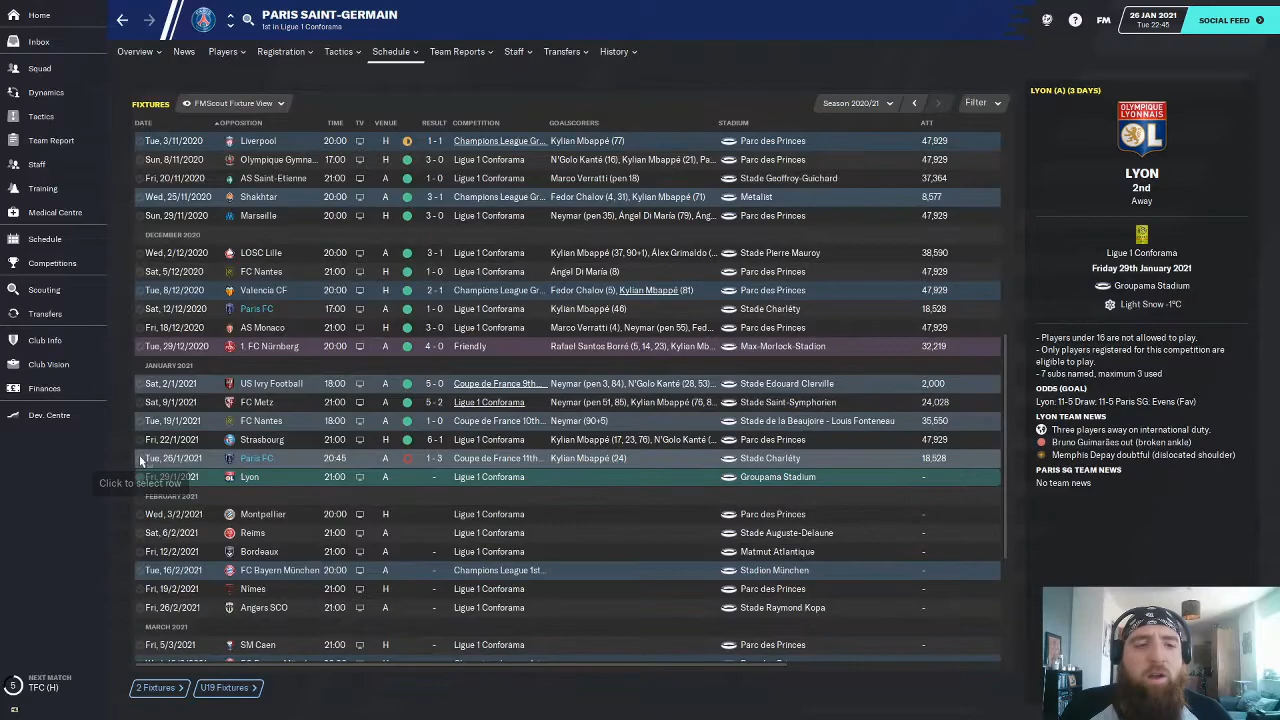 Home
Inbox
Squad
Dynamics
Tactics
Team Report
Staff
Training
Medical Centre
Schedule
Competitions
Scouting
Transfers
Club Info
Club Vision
Finances
Dev. Centre
NEXT MATCH
5 TFC (H)
PARIS SAINT-GERMAIN
1st in Ligue 1 Conforama
? FM
26 JAN 2021
Tue 22:45
SOCIAL FEED
Overview News Players Registration Tactics Schedule Team Reports Staff Transfers History
FIXTURES FMScout Fixture View Season 2020/21 Filter
DATE OPPOSITION TIME TV VENUE RESULT COMPETITION GOALSCORERS STADIUM ATT
Tue, 3/11/2020 Liverpool 20:00 H 1 - 1 Champions League Gr... Kylian Mbappé (77) Parc des Princes 47,929
Sun, 8/11/2020 Olympique Gymna... 17:00 H 3 - 0 Ligue 1 Conforama N'Golo Kanté (16), Kylian Mbappé (21), Pa... Parc des Princes 47,929
Fri, 20/11/2020 AS Saint-Etienne 21:00 A 1 - 0 Ligue 1 Conforama Marco Verratti (pen 18) Stade Geoffroy-Guichard 37,364
Wed, 25/11/2020 Shakhtar 20:00 A 3 - 1 Champions League Gr... Fedor Chalov (4, 31), Kylian Mbappé (71) Metalist 8,577
Sun, 29/11/2020 Marseille 21:00 H 3 - 0 Ligue 1 Conforama Neymar (pen 35), Ángel Di María (79), Áng... Parc des Princes 47,929
DECEMBER 2020
Wed, 2/12/2020 LOSC Lille 20:00 A 3 - 1 Ligue 1 Conforama Kylian Mbappé (37, 90+1), Álex Grimaldo (... Stade Pierre Mauroy 38,590
Sat, 5/12/2020 FC Nantes 21:00 H 1 - 0 Ligue 1 Conforama Ángel Di María (8) Parc des Princes 47,929
Tue, 8/12/2020 Valencia CF 20:00 H 2 - 1 Champions League Gr... Fedor Chalov (5), Kylian Mbappé (81) Parc des Princes 47,929
Sat, 12/12/2020 Paris FC 17:00 A 1 - 0 Ligue 1 Conforama Kylian Mbappé (46) Stade Charléty 18,528
Fri, 18/12/2020 AS Monaco 21:00 H 3 - 0 Ligue 1 Conforama Marco Verratti (4), Neymar (pen 55), Fed... Parc des Princes 47,929
Tue, 29/12/2020 1. FC Nürnberg 20:00 A 4 - 0 Friendly Rafael Santos Borré (5, 14, 23), Kylian Mb... Max-Morlock-Stadion 32,219
JANUARY 2021
Sat, 2/1/2021 US Ivry Football 18:00 A 5 - 0 Coupe de France 9th... Neymar (pen 3, 84), N'Golo Kanté (28, 53)... Stade Edouard Clerville 2,000
Sat, 9/1/2021 FC Metz 21:00 A 5 - 2 Ligue 1 Conforama Neymar (pen 51, 85), Kylian Mbappé (76, 8... Stade Saint-Symphorien 24,028
Tue, 19/1/2021 FC Nantes 18:00 A 1 - 0 Coupe de France 10th... Neymar (90+5) Stade de la Beaujoire - Louis Fonteneau 35,550
Fri, 22/1/2021 Strasbourg 21:00 H 6 - 1 Ligue 1 Conforama Kylian Mbappé (17, 23, 76), N'Golo Kanté (... Parc des Princes 47,929
Tue, 26/1/2021 Paris FC 20:45 A 1 - 3 Coupe de France 11th... Kylian Mbappé (24) Stade Charléty 18,528
Fri, 29/1/2021 Lyon 21:00 A - Ligue 1 Conforama Groupama Stadium -
Click to select row
FEBRUARY 2021
Wed, 3/2/2021 Montpellier 20:00 H Ligue 1 Conforama Parc des Princes -
Sat, 6/2/2021 Reims 21:00 A Ligue 1 Conforama Stade Auguste-Delaune -
Fri, 12/2/2021 Bordeaux 21:00 A - Ligue 1 Conforama Matmut Atlantique -
Tue, 16/2/2021 FC Bayern München 20:00 A - Champions League 1st... Stadion München -
Fri, 19/2/2021 Nîmes 21:00 H - Ligue 1 Conforama Parc des Princes -
Fri, 26/2/2021 Angers SCO 21:00 A - Ligue 1 Conforama Stade Raymond Kopa -
MARCH 2021
Fri, 5/3/2021 SM Caen 21:00 H - Ligue 1 Conforama Parc des Princes -
2 Fixtures U19 Fixtures
LYON (A) (3 DAYS)
OLYMPIQUE
LYONNAIS
OL
LYON
2nd
Away
Ligue 1 Conforama
Friday 29th January 2021
Groupama Stadium
Light Snow -1°C
- Players under 16 are not allowed to play.
- Only players registered for this competition are
eligible to play.
- 7 subs named, maximum 3 used
ODDS (GOAL)
Lyon: 11-5 Draw: 11-5 Paris SG: Evens (Fav)
LYON TEAM NEWS
Three players away on international duty.
Bruno Guimarães out (broken ankle)
Memphis Depay doubtful (dislocated shoulder)
PARIS SG TEAM NEWS
No team news